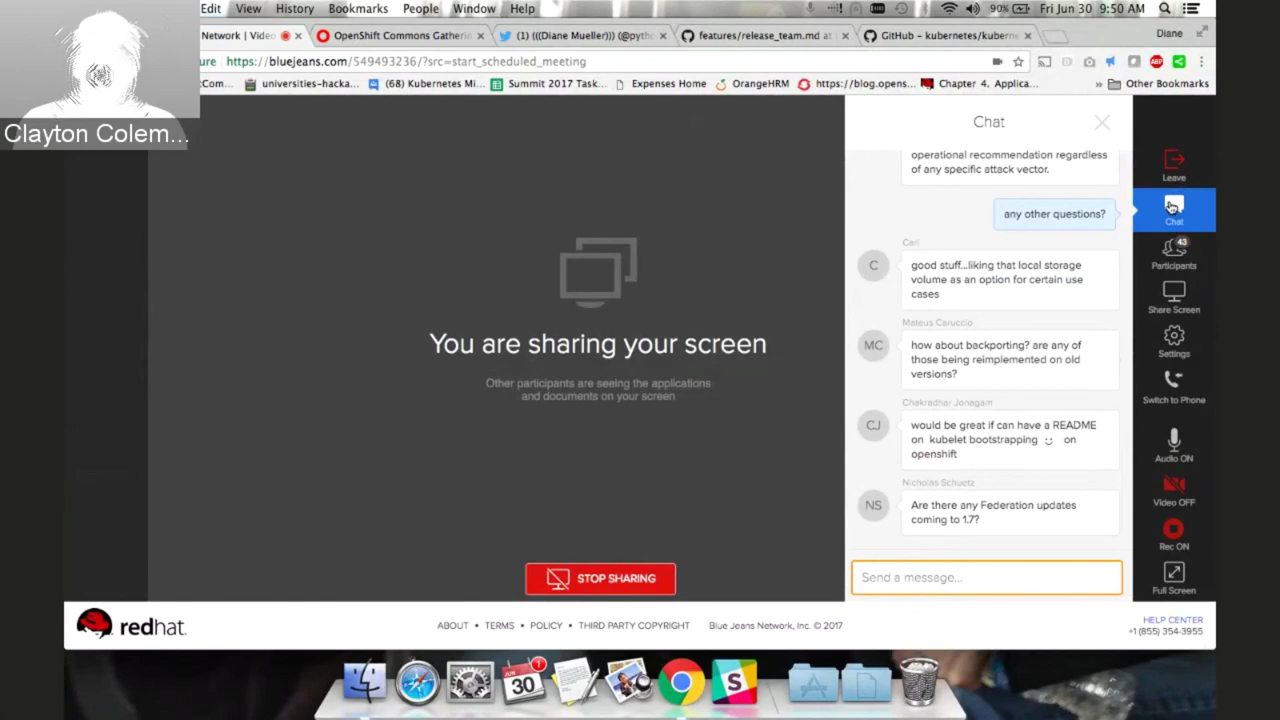 Edit View History Bookmarks People Window Help 90% Fri Jun 30 9:50 AM
Network | Video OpenShift Commons Gatherin (1) (((Diane Mueller))) (@pyth features/release_team.md at GitHub – kubernetes/kuberne Diane
ure https://bluejeans.com/549493236/?src=start_scheduled_meeting
Com... universities-hacka... (68) Kubernetes Mi... Summit 2017 Task... Expenses Home OrangeHRM https://blog.opens... Chapter 4. Applica... » Other Bookmarks
Clayton Colem...
Chat
operational recommendation regardless
of any specific attack vector.
any other questions?
Carl
C
good stuff...liking that local storage
volume as an option for certain use
cases
Mateus Caruccio
MC
how about backporting? are any of
those being reimplemented on old
versions?
Chakradhar Jonagam
CJ
would be great if can have a README
on kubelet bootstrapping on
openshift
Nicholas Schuetz
NS
Are there any Federation updates
coming to 1.7?
Send a message...
Leave
Chat
43
Participants
Share Screen
Settings
Switch to Phone
Audio ON
Video OFF
Rec ON
Full Screen
You are sharing your screen
Other participants are seeing the applications
and documents on your screen
STOP SHARING
redhat.
ABOUT • TERMS • POLICY • THIRD PARTY COPYRIGHT Blue Jeans Network, Inc. © 2017
HELP CENTER
+1 (855) 354-3955
1
30
S